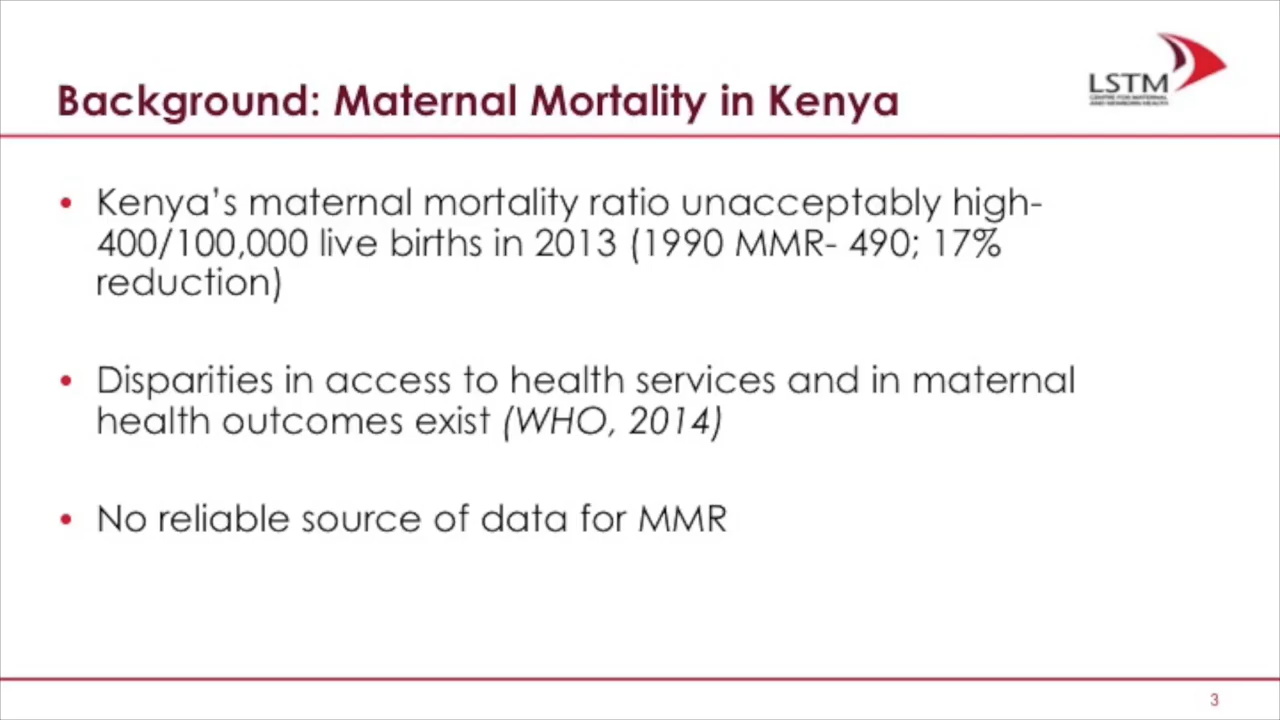 Background: Maternal Mortality in Kenya
LSTM
CENTRE FOR MATERNAL
AND NEWBORN HEALTH
• Kenya’s maternal mortality ratio unacceptably high-
400/100,000 live births in 2013 (1990 MMR- 490; 17%
reduction)
• Disparities in access to health services and in maternal
health outcomes exist (WHO, 2014)
• No reliable source of data for MMR
3